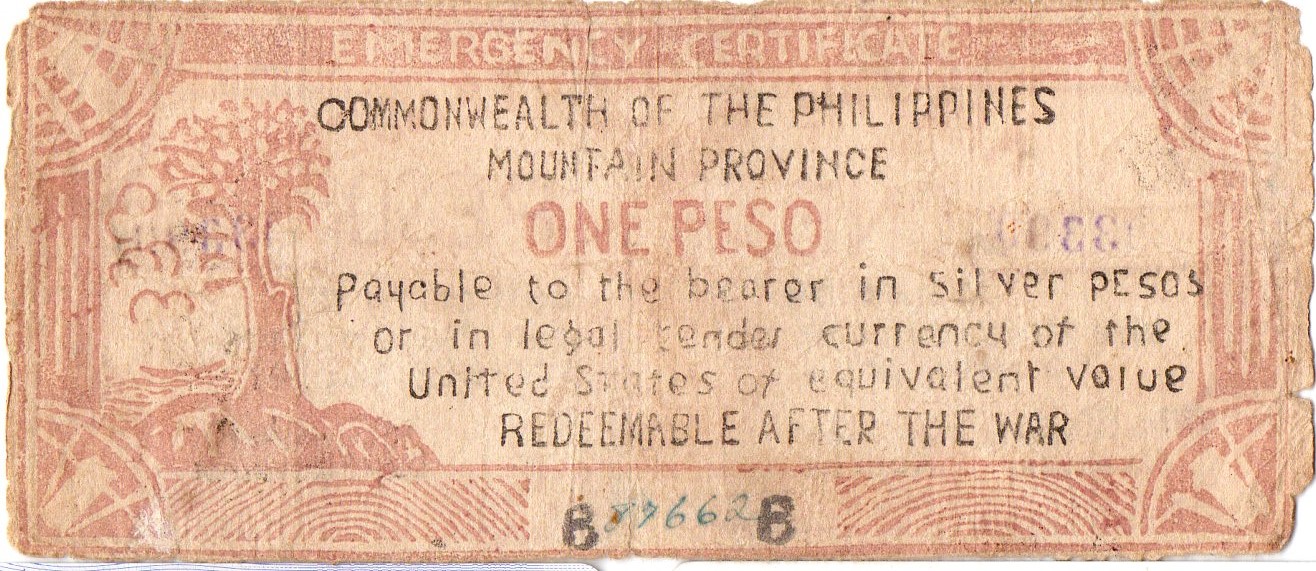 EMERGENCY CERTIFICATE
COMMONWEALTH OF THE PHILIPPINES
MOUNTAIN PROVINCE
ONE PESO
Payable to the bearer in silver PESOS
or in legal tender currency of the
United States of equivalent value
REDEEMABLE AFTER THE WAR
B B